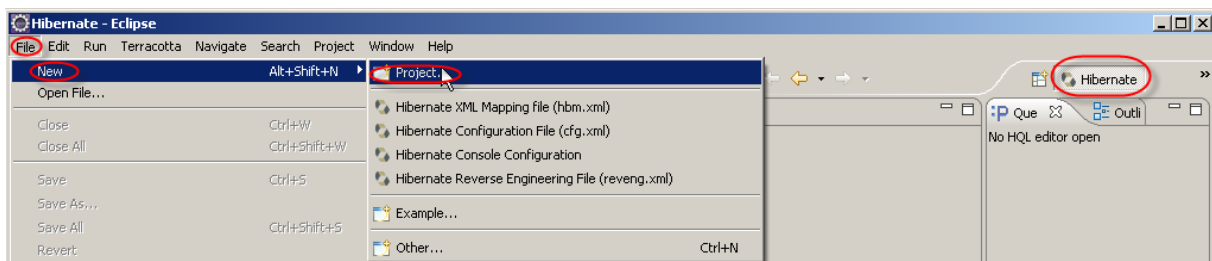 Hibernate - Eclipse
File Edit Run Terracotta Navigate Search Project Window Help
New Alt+Shift+N
Open File...
Close Ctrl+W
Close All Ctrl+Shift+W
Save Ctrl+S
Save As...
Save All Ctrl+Shift+S
Revert
Project...
Hibernate XML Mapping file (hbm.xml)
Hibernate Configuration File (cfg.xml)
Hibernate Console Configuration
Hibernate Reverse Engineering File (reveng.xml)
Example...
Other... Ctrl+N
Hibernate »
Que Outli
No HQL editor open